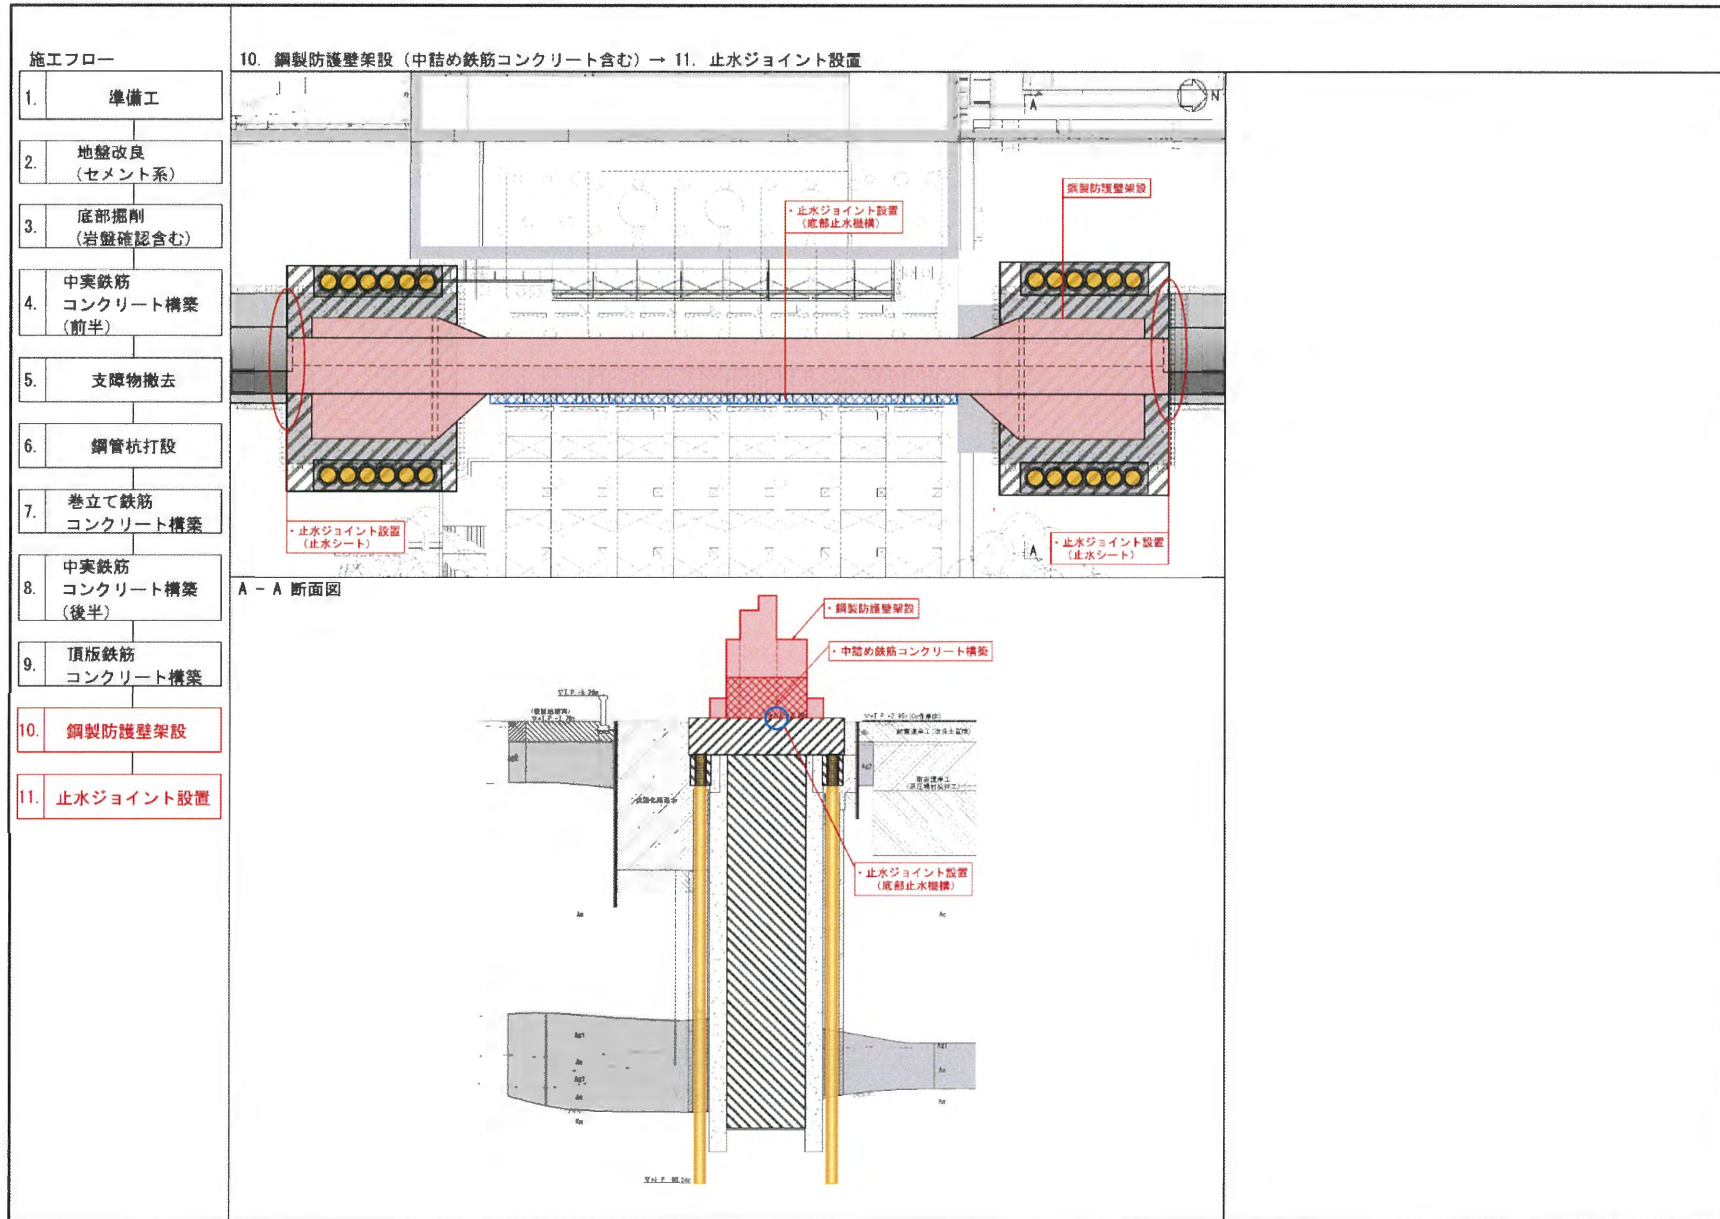 施工フロー
1. 準備工
2. 地盤改良
(セメント系)
3. 底部掘削
(岩盤確認含む)
4. 中実鉄筋
コンクリート構築
(前半)
5. 支障物撤去
6. 鋼管杭打設
7. 巻立て鉄筋
コンクリート構築
8. 中実鉄筋
コンクリート構築
(後半)
9. 頂版鉄筋
コンクリート構築
10. 鋼製防護壁架設
11. 止水ジョイント設置
10. 鋼製防護壁架設（中詰め鉄筋コンクリート含む）→ 11. 止水ジョイント設置
A
N
鋼製防護壁架設
・止水ジョイント設置
(底部止水機構)
・止水ジョイント設置
(止水シート)
A
・止水ジョイント設置
(止水シート)
A － A 断面図
・鋼製防護壁架設
・中詰め鉄筋コンクリート構築
・止水ジョイント設置
(底部止水機構)